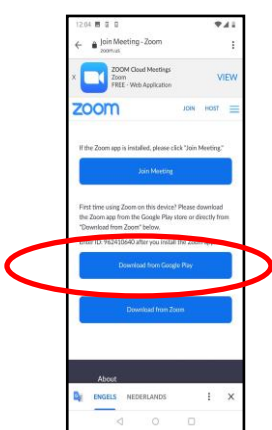 12:04
Join Meeting - Zoom
zoom.us
ZOOM Cloud Meetings
Zoom
FREE - Web Application
X
VIEW
zoom
JOIN HOST
If the Zoom app is installed, please click "Join Meeting."
Join Meeting
First time using Zoom on this device? Please download
the Zoom app from the Google Play store or directly from
"Download from Zoom" below.
Enter ID: 962410640 after you install the Zoom app
Download from Google Play
Download from Zoom
About
ENGELS NEDERLANDS